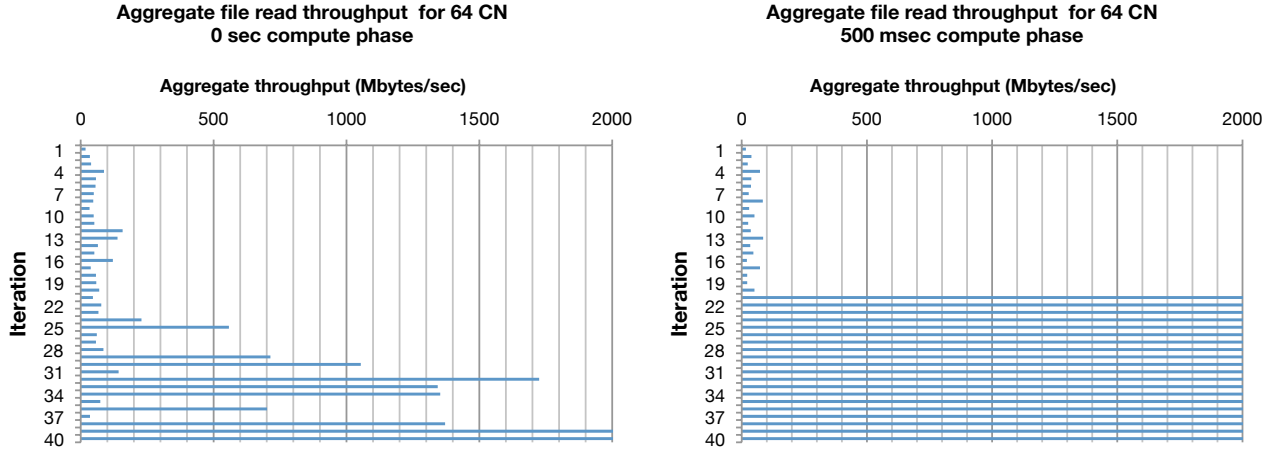 Aggregate file read throughput for 64 CN
0 sec compute phase
Aggregate throughput (Mbytes/sec)
0 500 1000 1500 2000
Iteration
1
4
7
10
13
16
19
22
25
28
31
34
37
40
Aggregate file read throughput for 64 CN
500 msec compute phase
Aggregate throughput (Mbytes/sec)
0 500 1000 1500 2000
Iteration
1
4
7
10
13
16
19
22
25
28
31
34
37
40